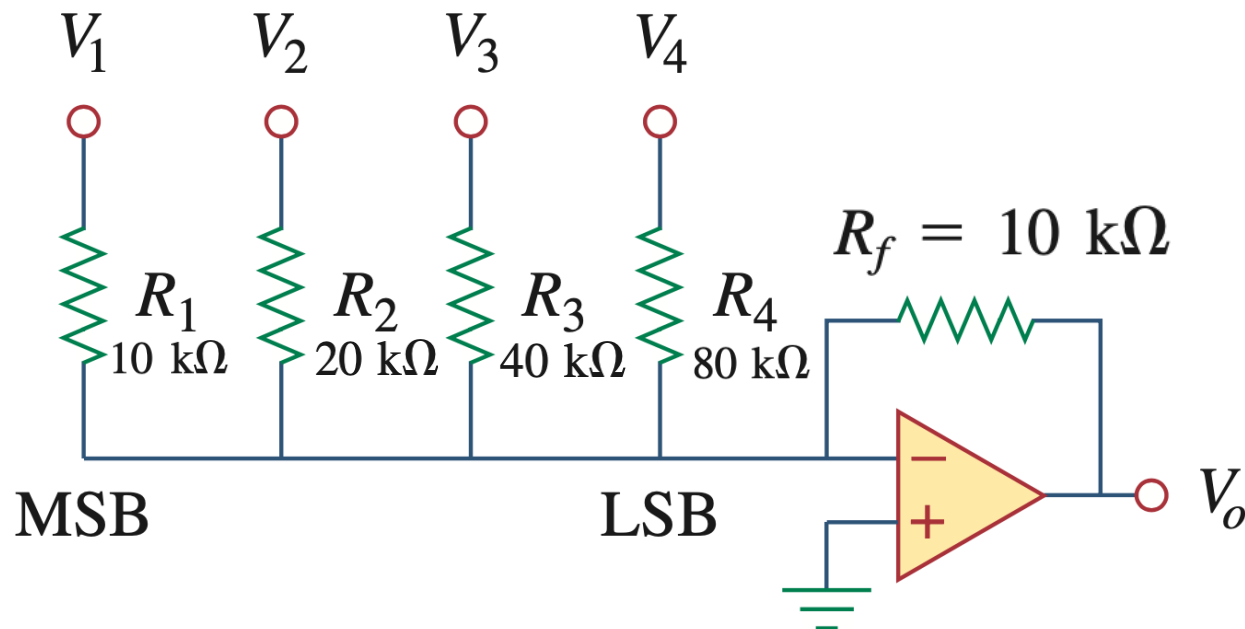 V1 V2 V3 V4
Rf = 10 kΩ
R1 R2 R3 R4
10 kΩ 20 kΩ 40 kΩ 80 kΩ
−
MSB LSB + Vo